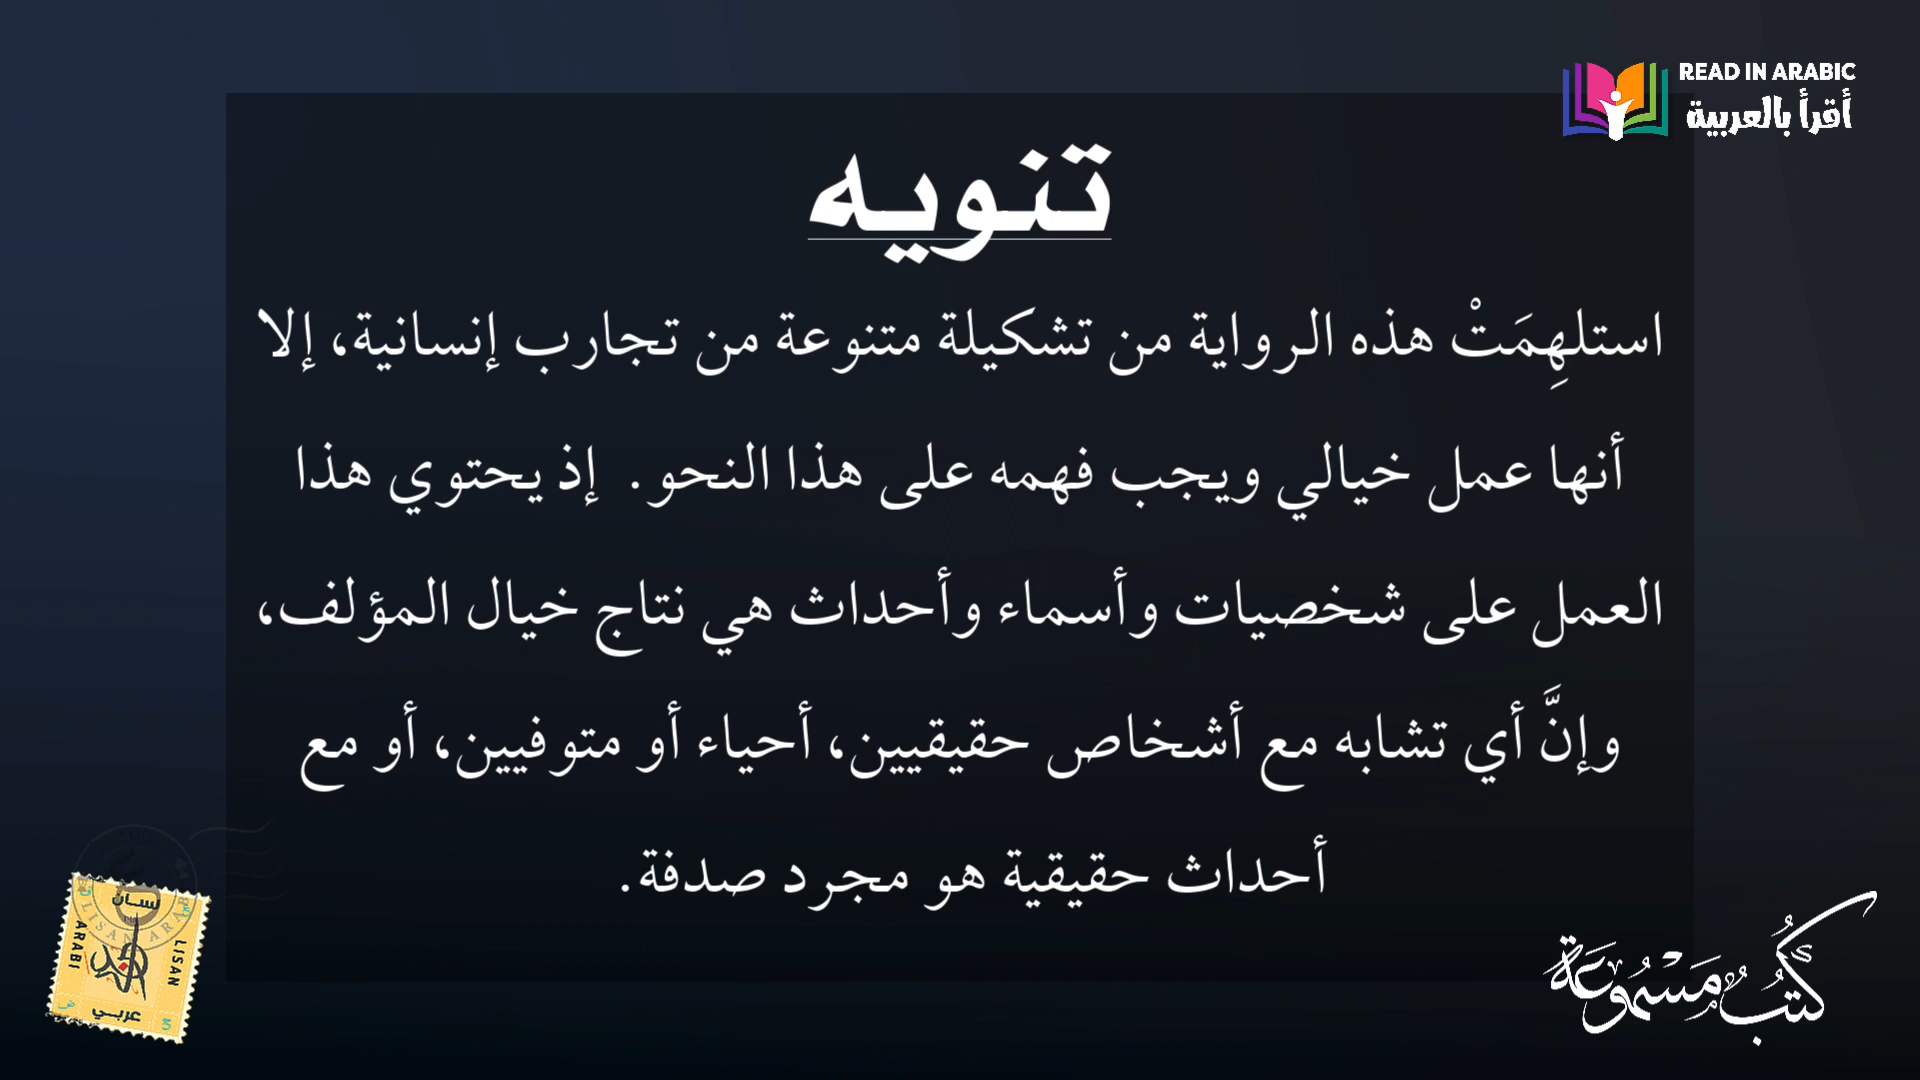 READ IN ARABIC
أقرأ بالعربية
تنويه
استلهِمَتْ هذه الرواية من تشكيلة متنوعة من تجارب إنسانية، إلا
أنها عمل خيالي ويجب فهمه على هذا النحو. إذ يحتوي هذا
العمل على شخصيات وأسماء وأحداث هي نتاج خيال المؤلف،
وإنَّ أي تشابه مع أشخاص حقيقيين، أحياء أو متوفيين، أو مع
أحداث حقيقية هو مجرد صدفة.
لسان
ARABI
LISAN
عربي
كُتُبٌ مَسْمُوعَة